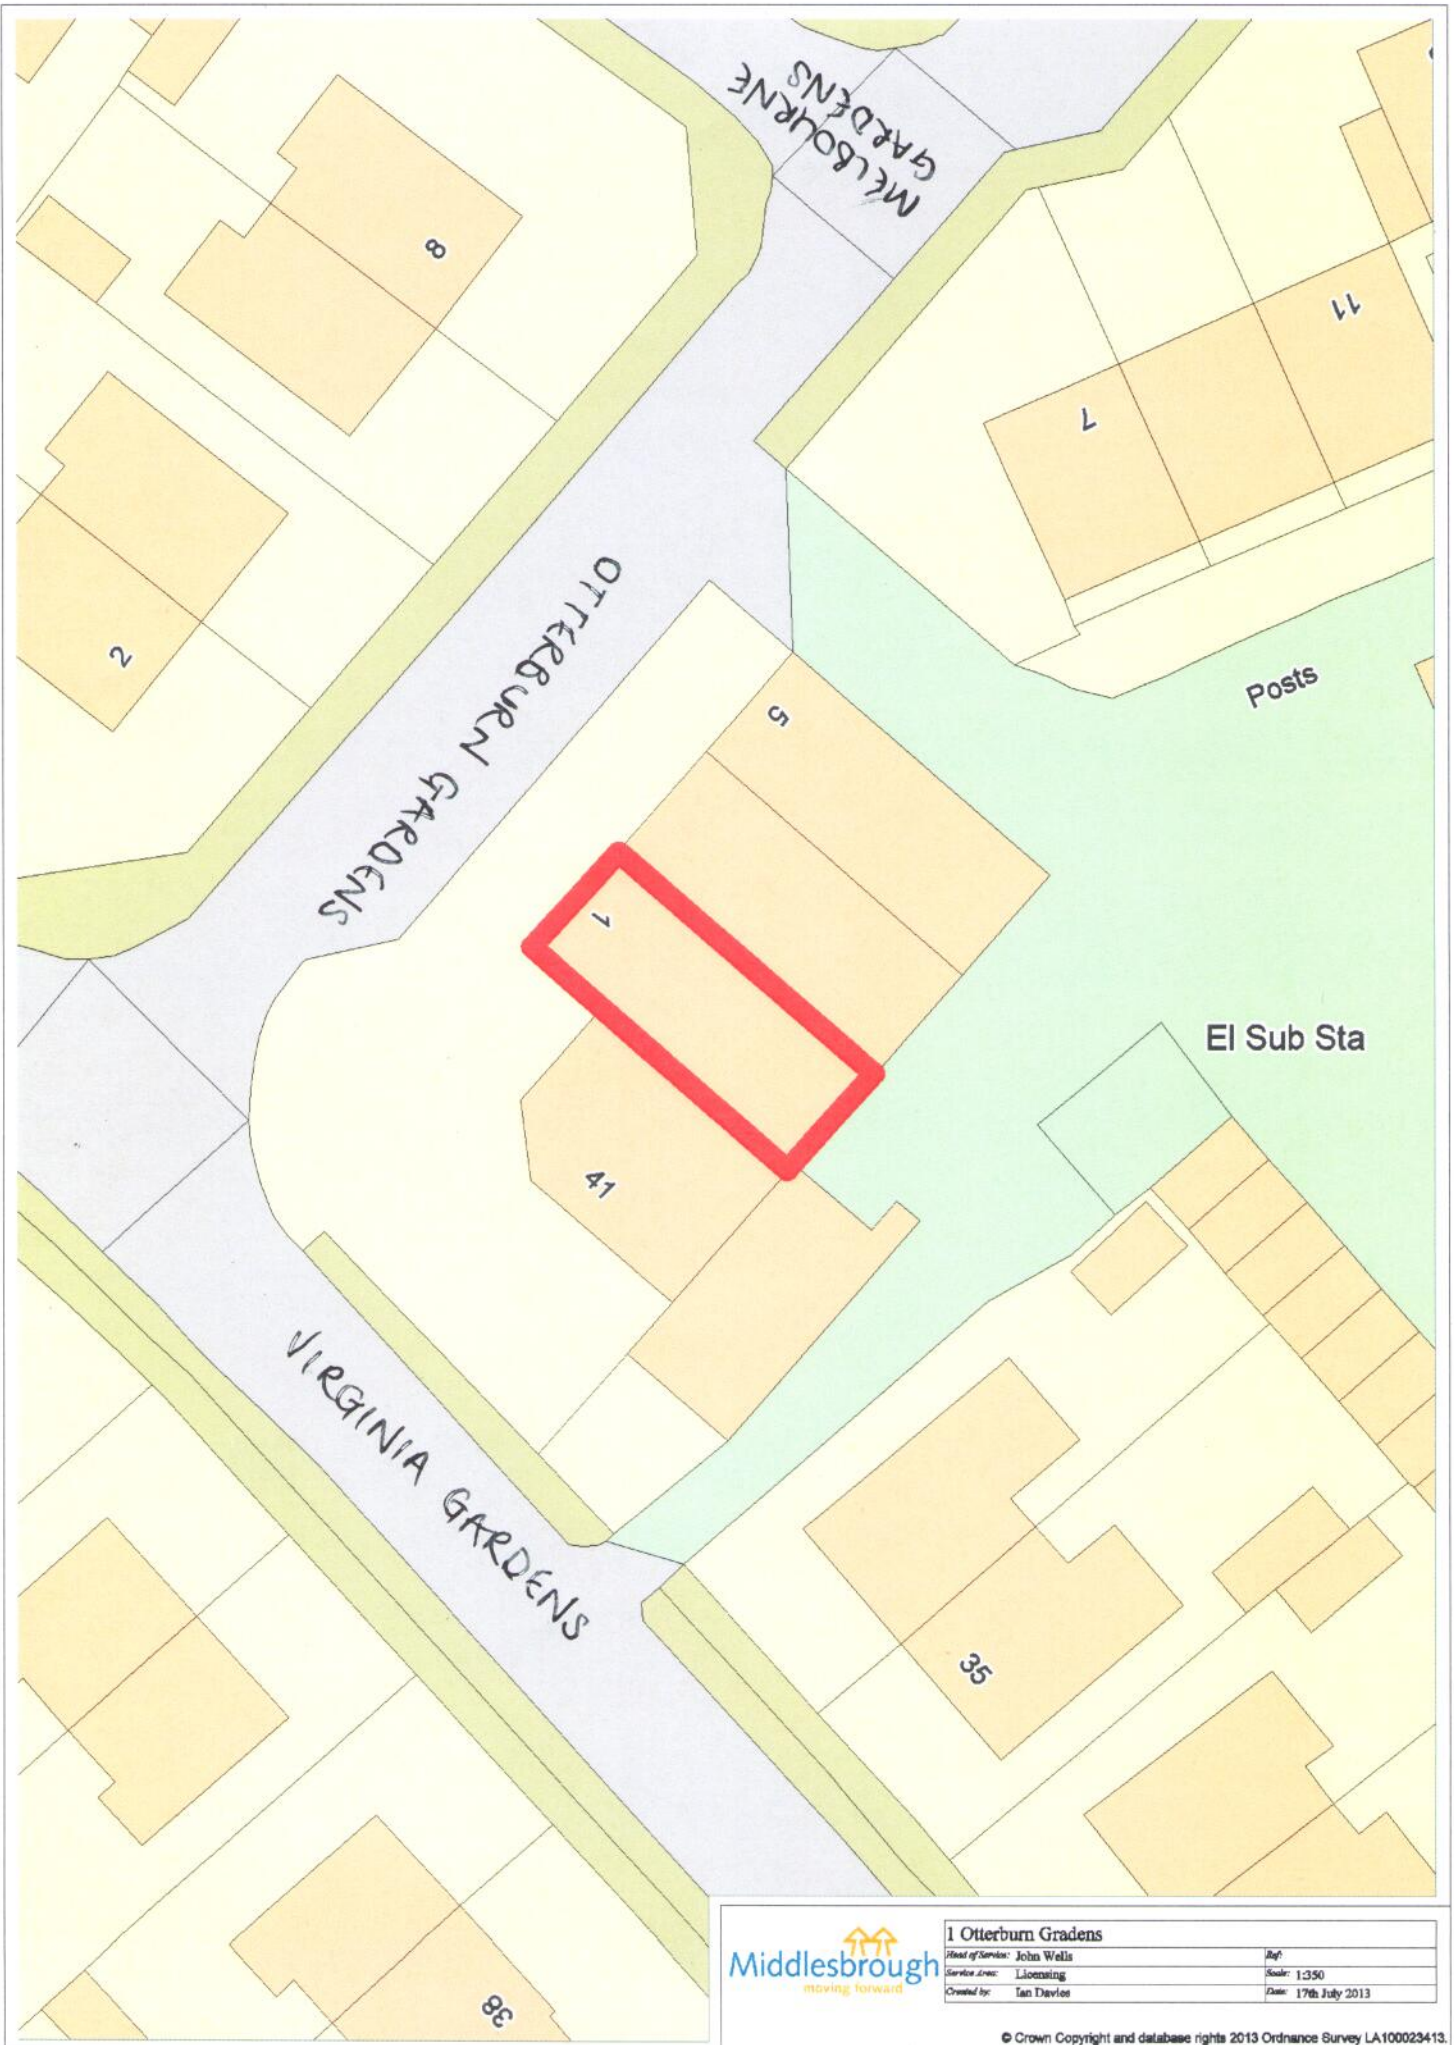 MELBOURNE
GARDENS
8
11
7
2
OTTERBURN GARDENS
Posts
5
1
El Sub Sta
41
VIRGINIA GARDENS
35
38
Middlesbrough
moving forward
1 Otterburn Gradens
Head of Service: John Wells
Ref:
Service Area: Licensing
Scale: 1:350
Created by: Ian Davies
Date: 17th July 2013
© Crown Copyright and database rights 2013 Ordnance Survey LA100023413.